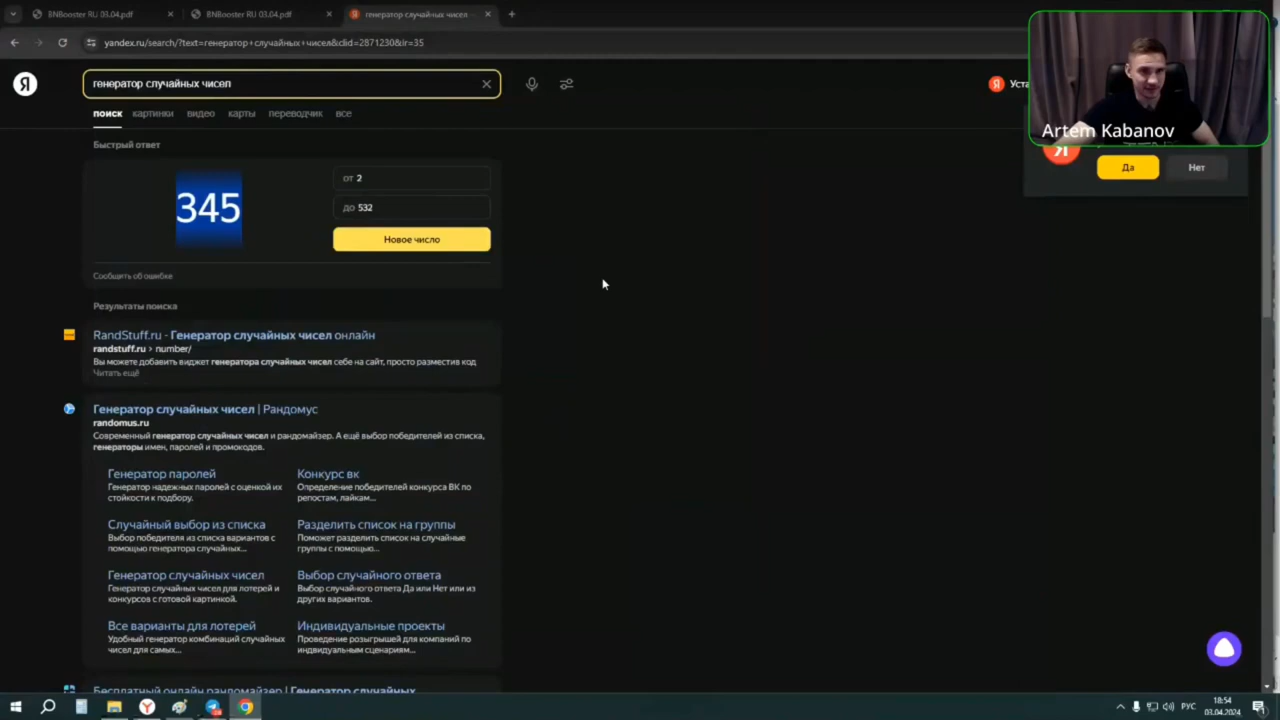 BNBooster RU 03.04.pdf
BNBooster RU 03.04.pdf
генератор случайных чисел
yandex.ru/search/?text=генератор+случайных+чисел&clid=2871230&ir=35
Я
генератор случайных чисел
Я
Уста
поиск
картинки
видео
карты
переводчик
все
Artem Kabanov
Быстрый ответ
Я
Да
Нет
345
от 2
до 532
Новое число
Сообщить об ошибке
Результаты поиска
RandStuff.ru - Генератор случайных чисел онлайн
randstuff.ru › number/
Вы можете добавить виджет генератора случайных чисел себе на сайт, просто разместив код
Читать ещё
Генератор случайных чисел | Рандомус
randomus.ru
Современный генератор случайных чисел и рандомайзер. А ещё выбор победителей из списка,
генераторы имен, паролей и промокодов.
Генератор паролей
Генератор надежных паролей с оценкой их
стойкости к подбору.
Конкурс вк
Определение победителей конкурса ВК по
репостам, лайкам...
Случайный выбор из списка
Выбор победителя из списка вариантов с
помощью генератора случайных...
Разделить список на группы
Поможет разделить список на случайные
группы с помощью...
Генератор случайных чисел
Генератор случайных чисел для лотерей и
конкурсов с готовой картинкой.
Выбор случайного ответа
Выбор случайного ответа Да или Нет или из
других вариантов.
Все варианты для лотерей
Удобный генератор комбинаций случайных
чисел для самых...
Индивидуальные проекты
Проведение розыгрышей для компаний по
индвидуальным сценариям...
Бесплатный онлайн рандомайзер | Генератор случайных
РУС
18:54
03.04.2024